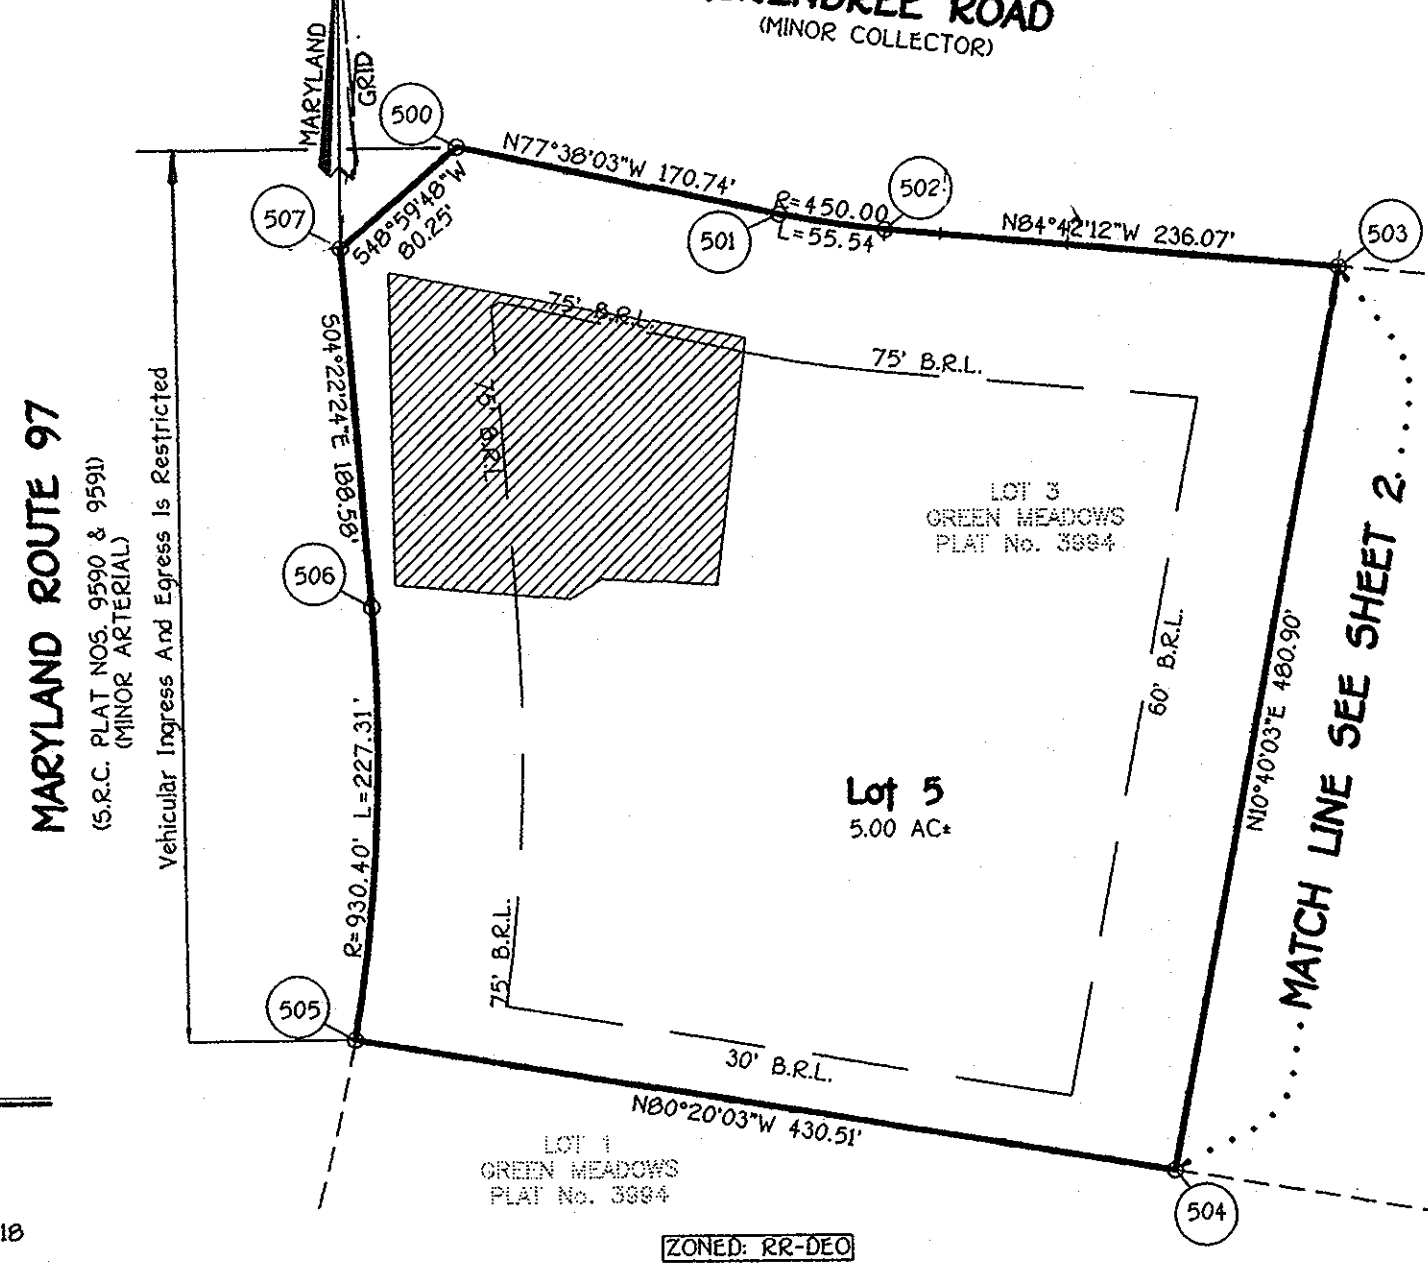 ROAD
(MINOR COLLECTOR)
MARYLAND
GRID
500
N77°38'03"W 170.74'
502
R=450.00'
L=55.54'
501
N84°42'12"W 236.07'
503
507
S48°59'48"W
80.25'
75' B.R.L.
75' B.R.L.
S04°22'24"E 188.58'
75' B.R.L.
LOT 3
GREEN MEADOWS
PLAT No. 3994
MARYLAND ROUTE 97
(S.R.C. PLAT NOS. 9590 & 9591)
(MINOR ARTERIAL)
Vehicular Ingress And Egress Is Restricted
506
60' B.R.L.
N10°40'03"E 480.90'
MATCH LINE SEE SHEET 2
R=930.40' L=227.31'
Lot 5
5.00 AC±
75' B.R.L.
505
30' B.R.L.
N80°20'03"W 430.51'
LOT 1
GREEN MEADOWS
PLAT No. 3994
504
18
ZONED: RR-DEO